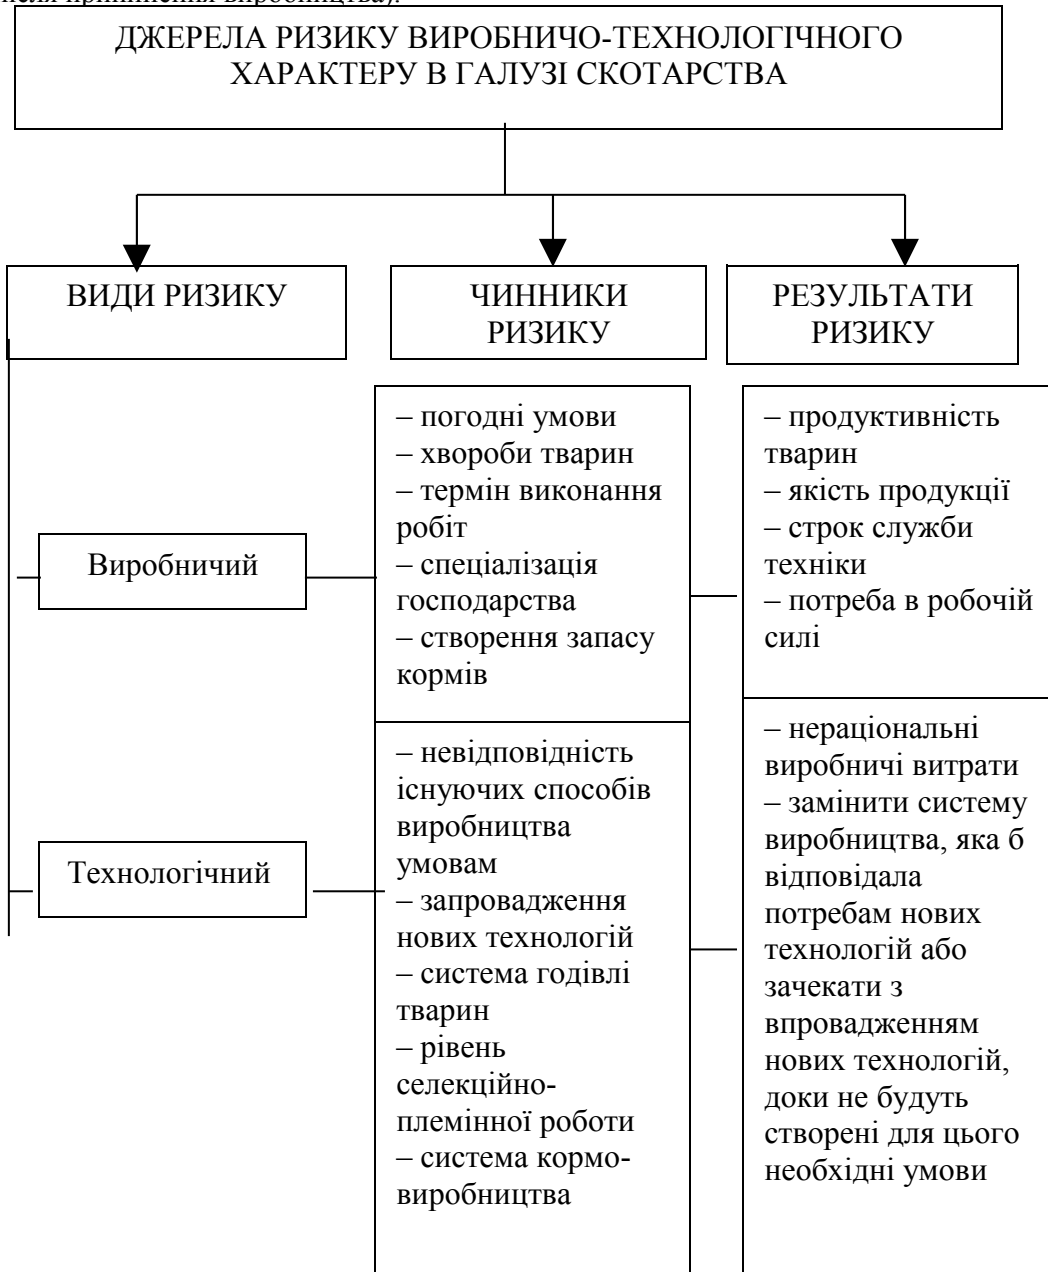 виробництва).
ДЖЕРЕЛА РИЗИКУ ВИРОБНИЧО-ТЕХНОЛОГІЧНОГО
ХАРАКТЕРУ В ГАЛУЗІ СКОТАРСТВА
ВИДИ РИЗИКУ
ЧИННИКИ
РИЗИКУ
РЕЗУЛЬТАТИ
РИЗИКУ
Виробничий
– погодні умови
– хвороби тварин
– термін виконання
робіт
– спеціалізація
господарства
– створення запасу
кормів
– продуктивність
тварин
– якість продукції
– строк служби
техніки
– потреба в робочій
силі
Технологічний
– невідповідність
існуючих способів
виробництва
умовам
– запровадження
нових технологій
– система годівлі
тварин
– рівень
селекційно-
племінної роботи
– система кормо-
виробництва
– нераціональні
виробничі витрати
– замінити систему
виробництва, яка б
відповідала
потребам нових
технологій або
зачекати з
впровадженням
нових технологій,
доки не будуть
створені для цього
необхідні умови